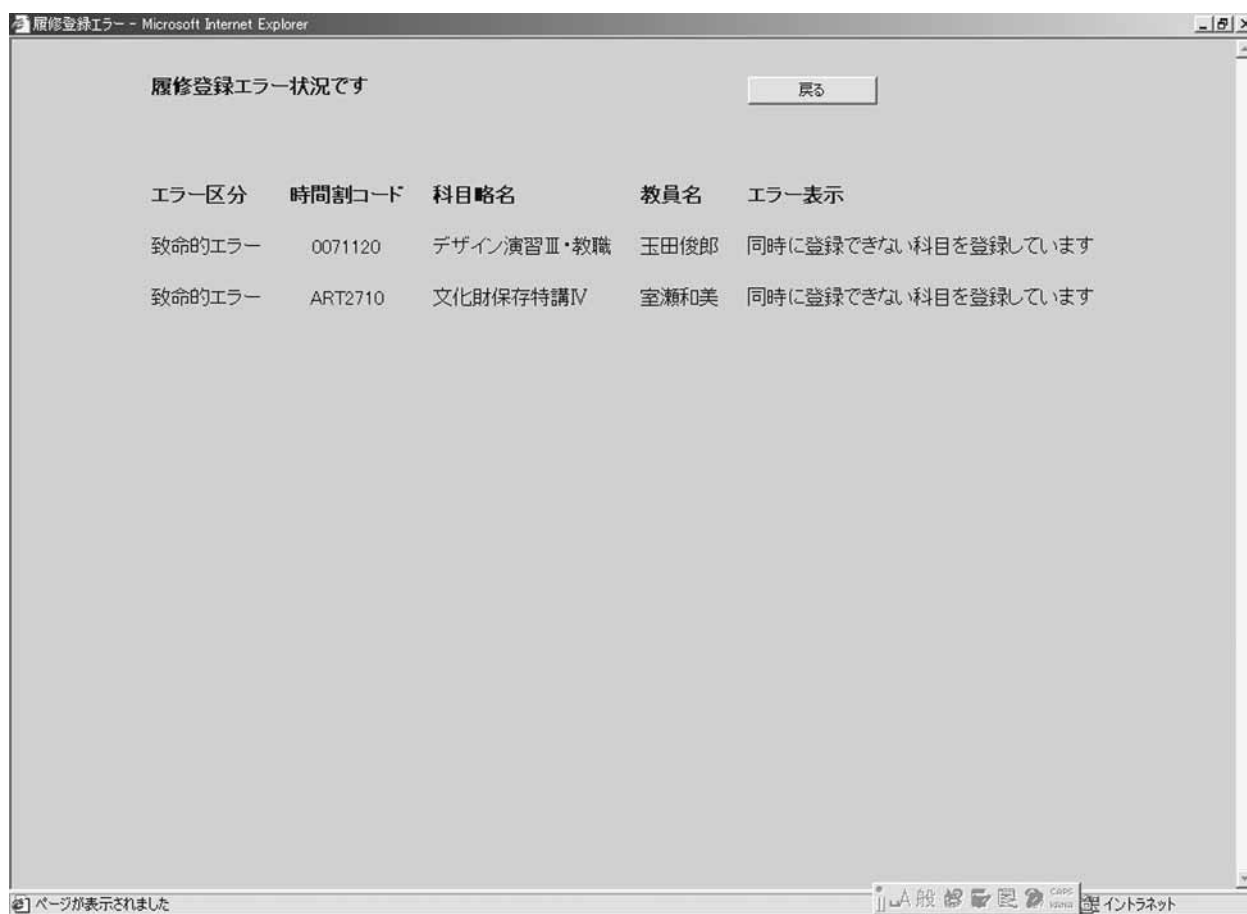 履修登録エラー - Microsoft Internet Explorer
履修登録エラー状況です 戻る
エラー区分 時間割コード 科目略名 教員名 エラー表示
致命的エラー 0071120 デザイン演習Ⅲ・教職 玉田俊郎 同時に登録できない科目を登録しています
致命的エラー ART2710 文化財保存特講Ⅳ 室瀬和美 同時に登録できない科目を登録しています
ページが表示されました A 般 CAPS KANA イントラネット